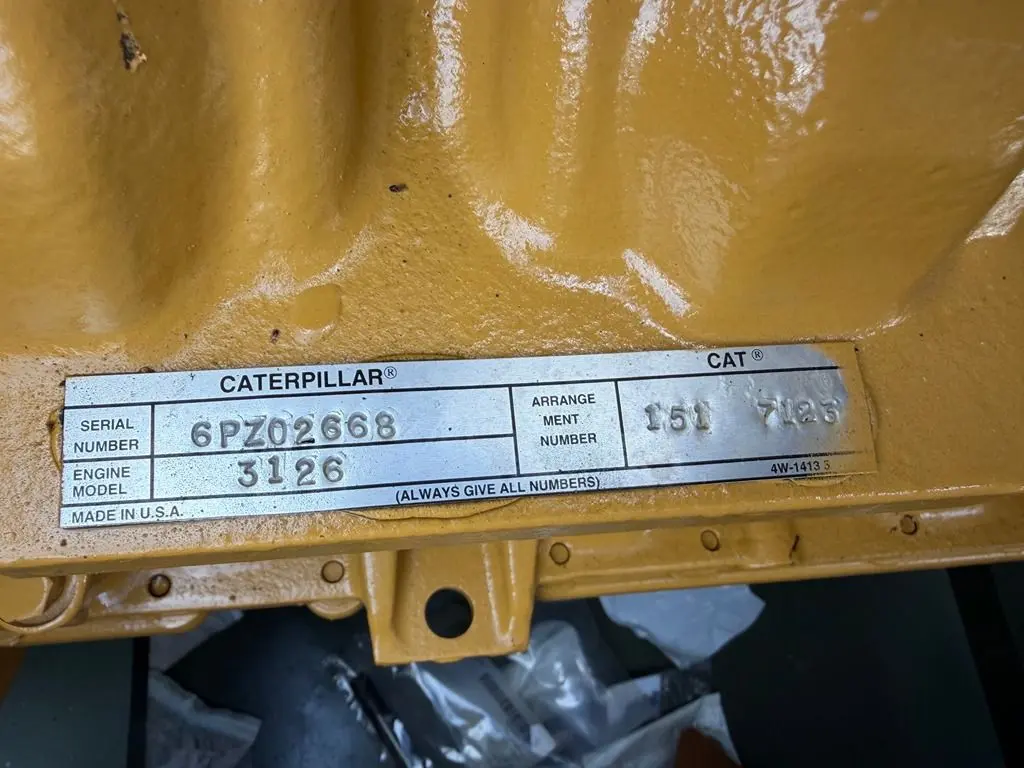 CATERPILLAR® CAT®
SERIAL NUMBER 6PZ02668
ENGINE MODEL 3126
ARRANGE
MENT
NUMBER
151 7123
MADE IN U.S.A. (ALWAYS GIVE ALL NUMBERS) 4W-1413 3